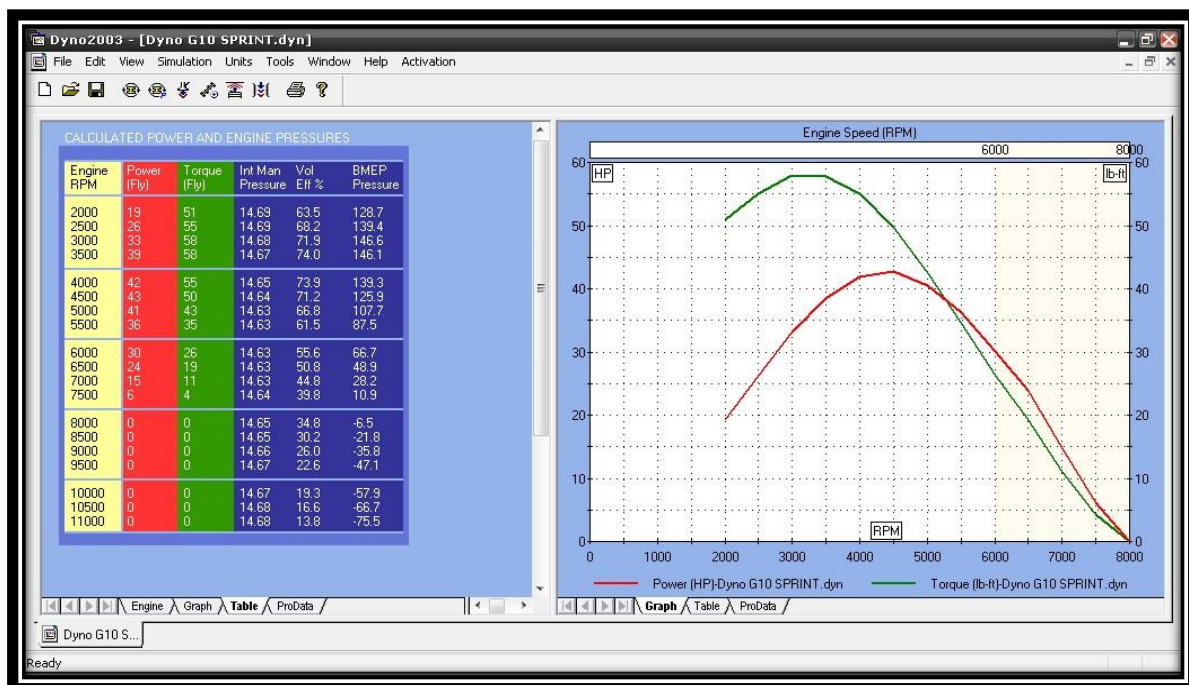 Dyno2003 - [Dyno G10 SPRINT.dyn]
File Edit View Simulation Units Tools Window Help Activation
CALCULATED POWER AND ENGINE PRESSURES
Engine RPM Power (Fly) Torque (Fly) Int Man Pressure Vol Eff % BMEP Pressure
2000 19 51 14.69 63.5 128.7
2500 26 55 14.69 68.2 139.4
3000 33 58 14.68 71.9 146.6
3500 39 58 14.67 74.0 146.1
4000 42 55 14.65 73.9 139.3
4500 43 50 14.64 71.2 125.9
5000 41 43 14.63 66.8 107.7
5500 36 35 14.63 61.5 87.5
6000 30 26 14.63 55.6 66.7
6500 24 19 14.63 50.8 48.9
7000 15 11 14.63 44.8 28.2
7500 6 4 14.64 39.8 10.9
8000 0 0 14.65 34.8 -6.5
8500 0 0 14.65 30.2 -21.8
9000 0 0 14.66 26.0 -35.8
9500 0 0 14.67 22.6 -47.1
10000 0 0 14.67 19.3 -57.9
10500 0 0 14.68 16.6 -66.7
11000 0 0 14.68 13.8 -75.5
Engine Graph Table ProData
Engine Speed (RPM)
6000 8000
60 HP lb-ft 60
50 50
40 40
30 30
20 20
10 10
RPM
0 0
0 1000 2000 3000 4000 5000 6000 7000 8000
Power (HP)-Dyno G10 SPRINT.dyn Torque (lb-ft)-Dyno G10 SPRINT.dyn
Graph Table ProData
Dyno G10 S...
Ready